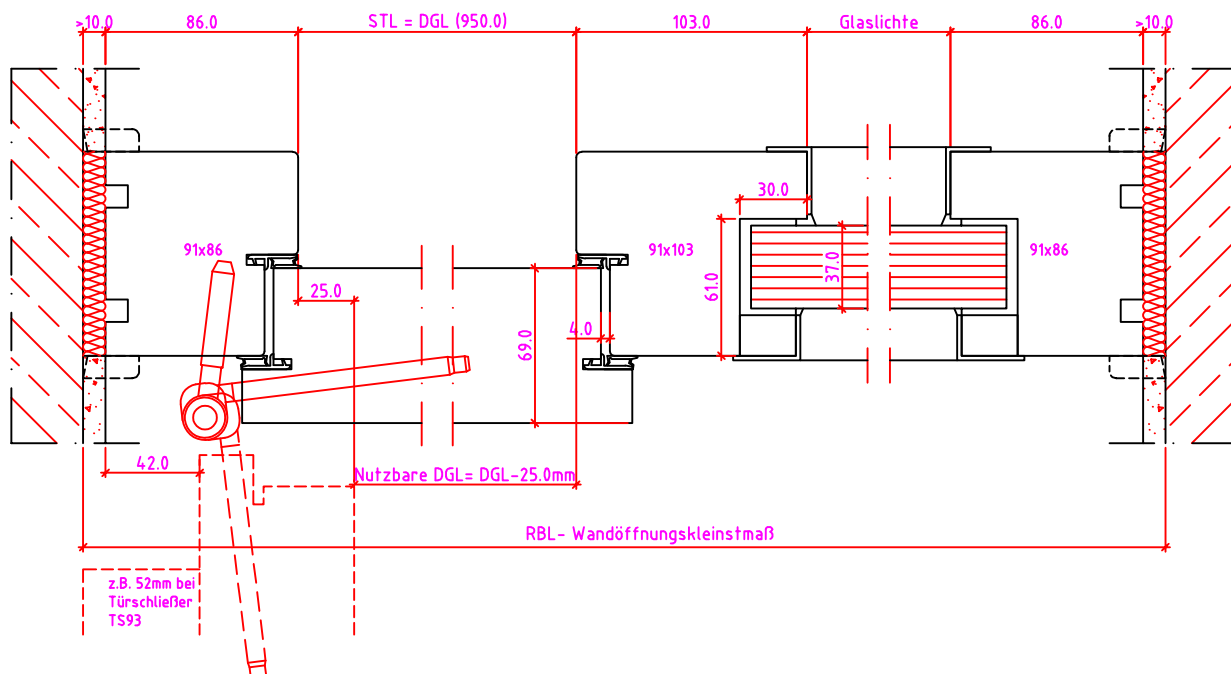 >10.0 86.0 STL = DGL (950.0) 103.0 Glaslichte 86.0 >10.0
30.0
91x86 91x103 91x86
25.0 61.0 37.0
4.0 69.0
42.0
Nutzbare DGL= DGL-25.0mm
RBL- Wandöffnungskleinstmaß
z.B. 52mm bei
Türschließer
TS93